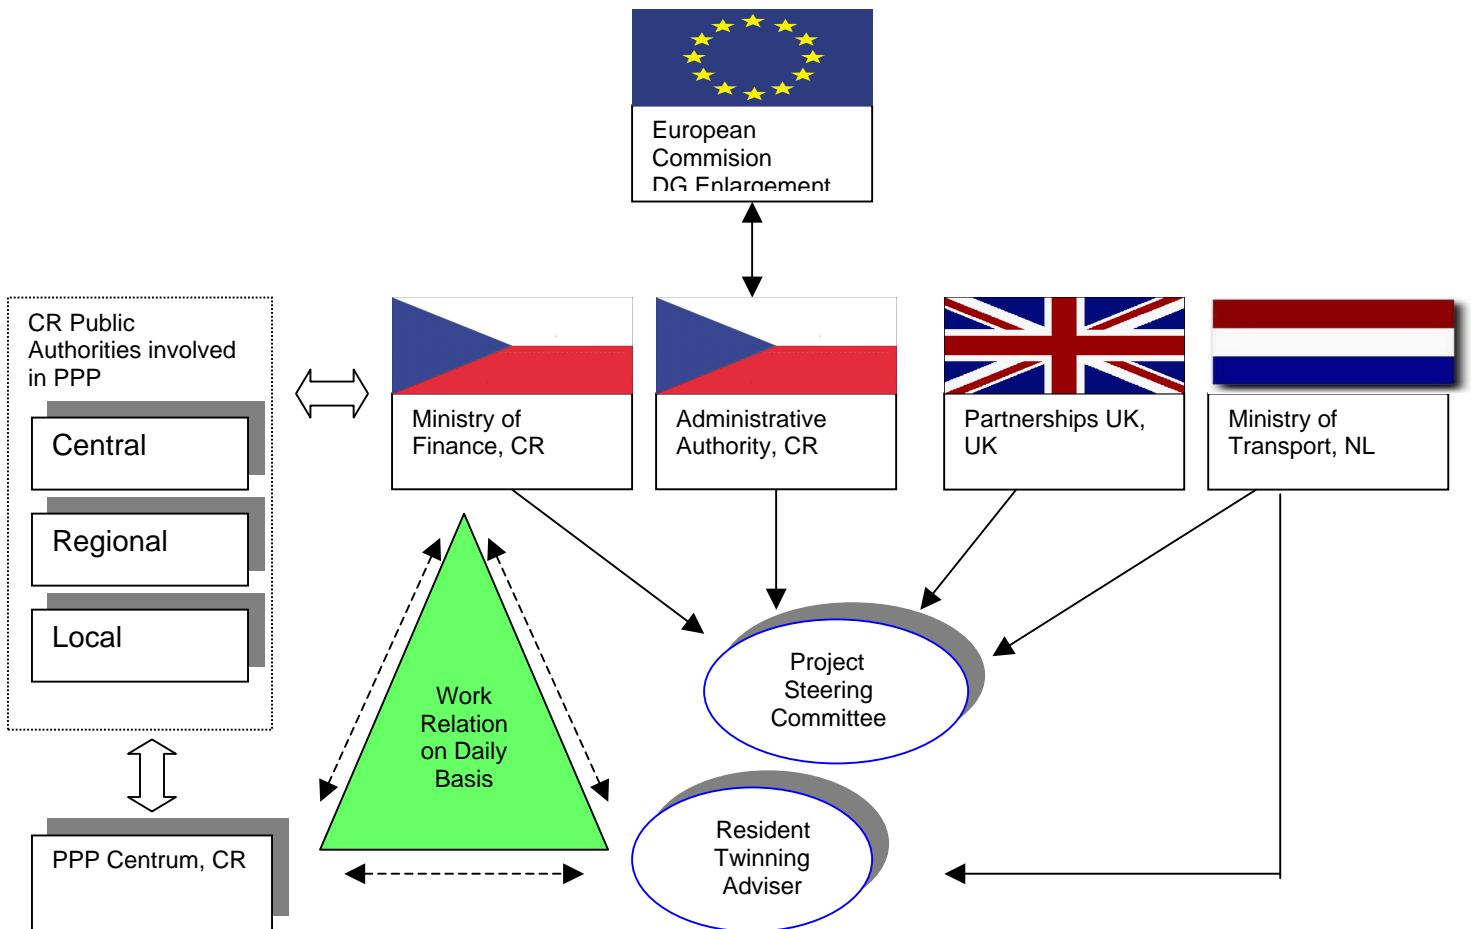 European
Commision
DG Enlargement
CR Public
Authorities involved
in PPP
Central
Regional
Local
Ministry of
Finance, CR
Administrative
Authority, CR
Partnerships UK,
UK
Ministry of
Transport, NL
Work
Relation
on Daily
Basis
Project
Steering
Committee
Resident
Twinning
Adviser
PPP Centrum, CR